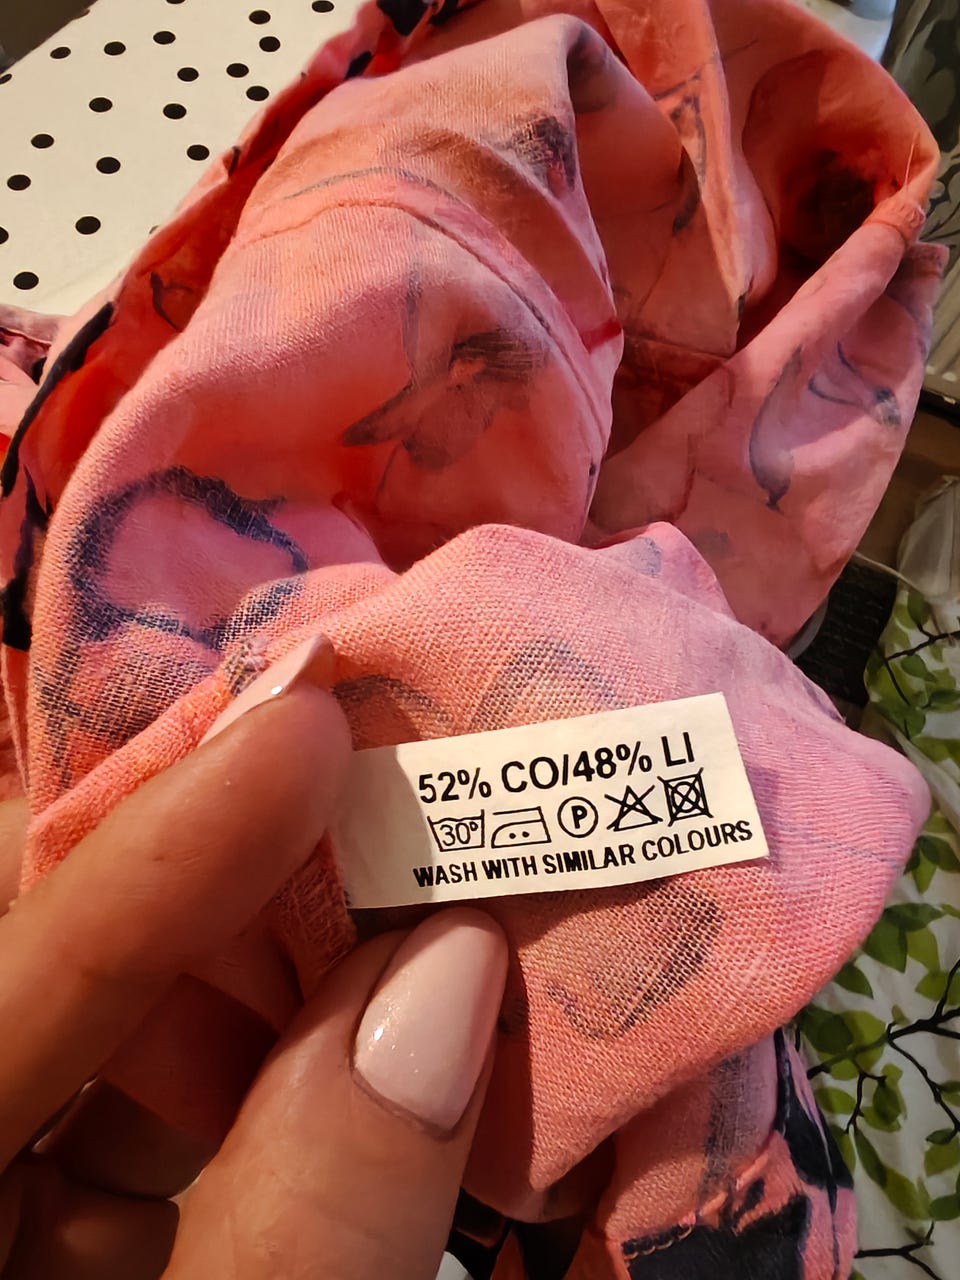 52% CO/48% LI
30° P
WASH WITH SIMILAR COLOURS